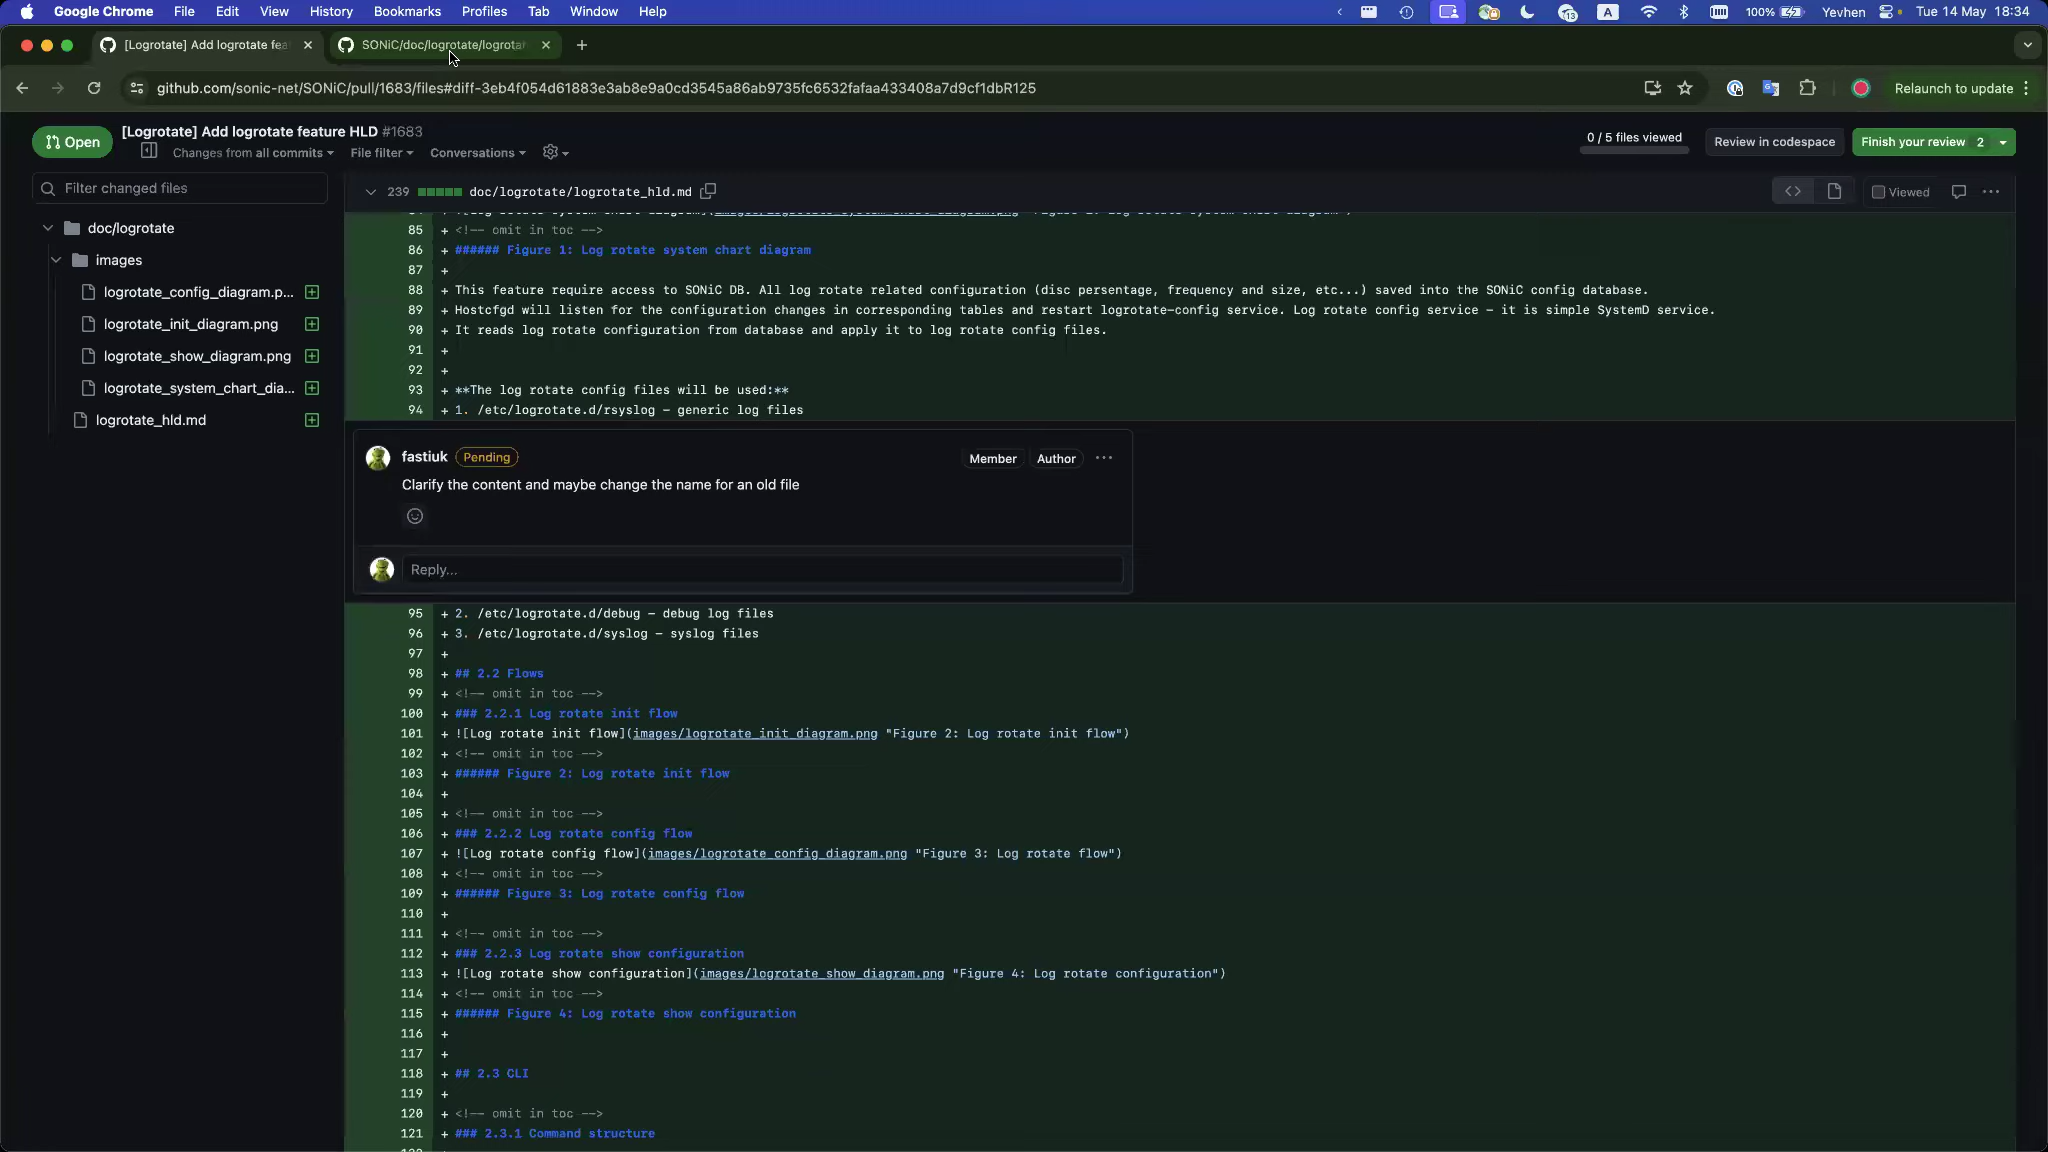 Google Chrome File Edit View History Bookmarks Profiles Tab Window Help 13 A 100% Yevhen Tue 14 May 18:34
[Logrotate] Add logrotate fea SONiC/doc/logrotate/logrotat
github.com/sonic-net/SONiC/pull/1683/files#diff-3eb4f054d61883e3ab8e9a0cd3545a86ab9735fc6532fafaa433408a7d9cf1dbR125 Relaunch to update
Open [Logrotate] Add logrotate feature HLD #1683
Changes from all commits File filter Conversations
0 / 5 files viewed Review in codespace Finish your review 2
Filter changed files
doc/logrotate
images
logrotate_config_diagram.p...
logrotate_init_diagram.png
logrotate_show_diagram.png
logrotate_system_chart_dia...
logrotate_hld.md
239 doc/logrotate/logrotate_hld.md Viewed
85 + <!-- omit in toc -->
86 + ###### Figure 1: Log rotate system chart diagram
87 +
88 + This feature require access to SONiC DB. All log rotate related configuration (disc persentage, frequency and size, etc...) saved into the SONiC config database.
89 + Hostcfgd will listen for the configuration changes in corresponding tables and restart logrotate-config service. Log rotate config service - it is simple SystemD service.
90 + It reads log rotate configuration from database and apply it to log rotate config files.
91 +
92 +
93 + **The log rotate config files will be used:**
94 + 1. /etc/logrotate.d/rsyslog - generic log files
fastiuk Pending Member Author
Clarify the content and maybe change the name for an old file
Reply...
95 + 2. /etc/logrotate.d/debug - debug log files
96 + 3. /etc/logrotate.d/syslog - syslog files
97 +
98 + ## 2.2 Flows
99 + <!-- omit in toc -->
100 + ### 2.2.1 Log rotate init flow
101 + ![Log rotate init flow](images/logrotate_init_diagram.png "Figure 2: Log rotate init flow")
102 + <!-- omit in toc -->
103 + ###### Figure 2: Log rotate init flow
104 +
105 + <!-- omit in toc -->
106 + ### 2.2.2 Log rotate config flow
107 + ![Log rotate config flow](images/logrotate_config_diagram.png "Figure 3: Log rotate flow")
108 + <!-- omit in toc -->
109 + ###### Figure 3: Log rotate config flow
110 +
111 + <!-- omit in toc -->
112 + ### 2.2.3 Log rotate show configuration
113 + ![Log rotate show configuration](images/logrotate_show_diagram.png "Figure 4: Log rotate configuration")
114 + <!-- omit in toc -->
115 + ###### Figure 4: Log rotate show configuration
116 +
117 +
118 + ## 2.3 CLI
119 +
120 + <!-- omit in toc -->
121 + ### 2.3.1 Command structure